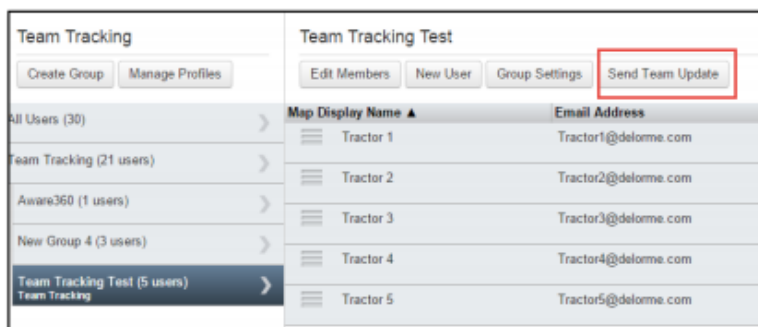 Team Tracking
Create Group Manage Profiles
All Users (30)
Team Tracking (21 users)
Aware360 (1 users)
New Group 4 (3 users)
Team Tracking Test (5 users)
Team Tracking
Team Tracking Test
Edit Members New User Group Settings Send Team Update
Map Display Name ▲ Email Address
Tractor 1 Tractor1@delorme.com
Tractor 2 Tractor2@delorme.com
Tractor 3 Tractor3@delorme.com
Tractor 4 Tractor4@delorme.com
Tractor 5 Tractor5@delorme.com